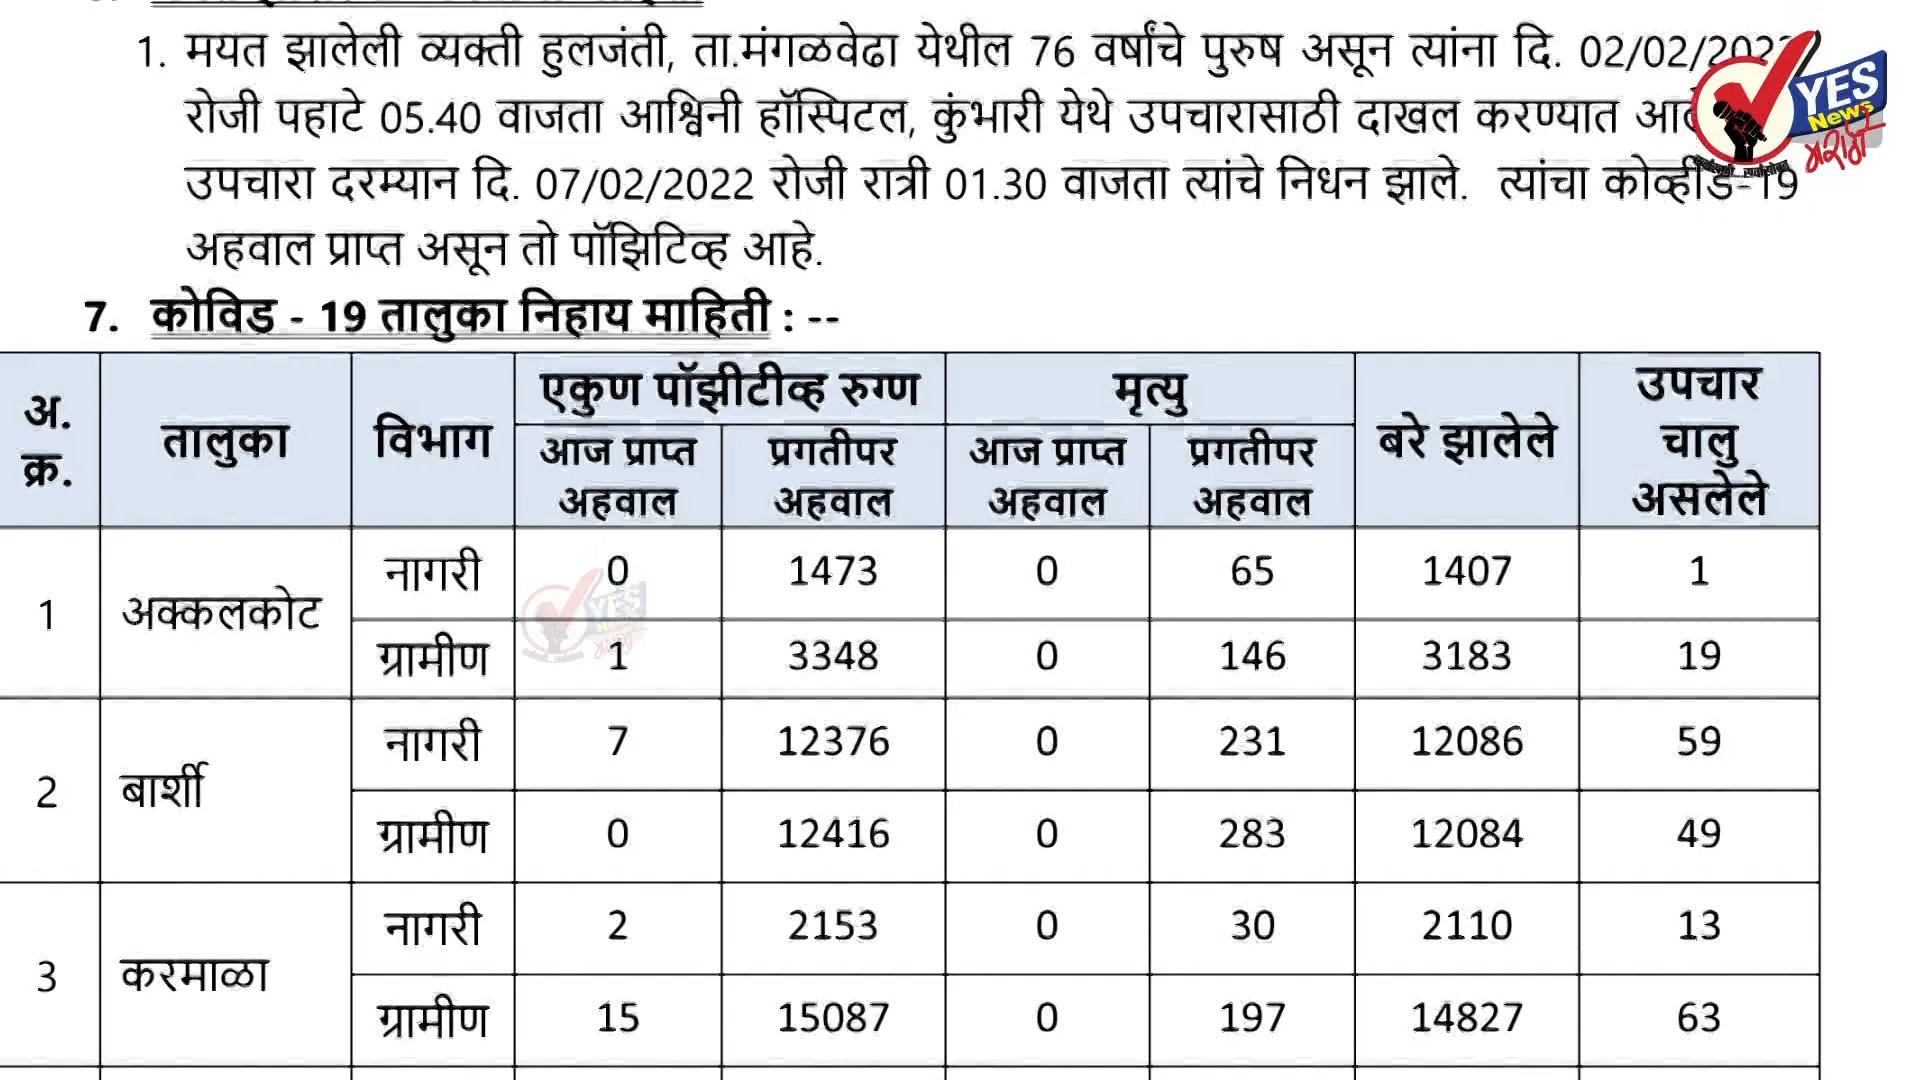 1. मयत झालेली व्यक्ती हुलजंती, ता.मंगळवेढा येथील 76 वर्षांचे पुरुष असून त्यांना दि. 02/02/2022
रोजी पहाटे 05.40 वाजता आश्विनी हॉस्पिटल, कुंभारी येथे उपचारासाठी दाखल करण्यात
उपचारा दरम्यान दि. 07/02/2022 रोजी रात्री 01.30 वाजता त्यांचे निधन झाले. त्यांचा कोव्हीड-19
अहवाल प्राप्त असून तो पॉझिटिव्ह आहे.
YES
News
मराठी
7. कोविड - 19 तालुका निहाय माहिती : --
अ. क्र. तालुका विभाग एकुण पॉझीटीव्ह रुग्ण मृत्यु बरे झालेले उपचार चालु असलेले
आज प्राप्त अहवाल प्रगतीपर अहवाल आज प्राप्त अहवाल प्रगतीपर अहवाल
1 अक्कलकोट नागरी 0 1473 0 65 1407 1
ग्रामीण 1 3348 0 146 3183 19
2 बार्शी नागरी 7 12376 0 231 12086 59
ग्रामीण 0 12416 0 283 12084 49
3 करमाळा नागरी 2 2153 0 30 2110 13
ग्रामीण 15 15087 0 197 14827 63